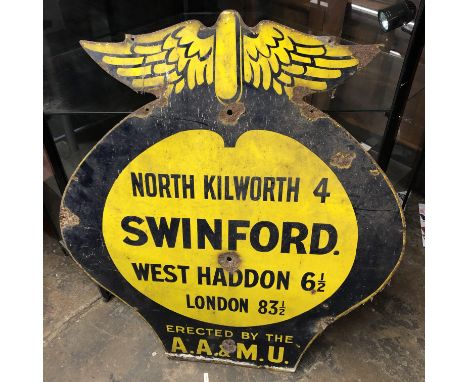 NORTH KILWORTH 4
SWINFORD.
WEST HADDON 6½
LONDON 83½
ERECTED BY THE
A.A.& M.U.